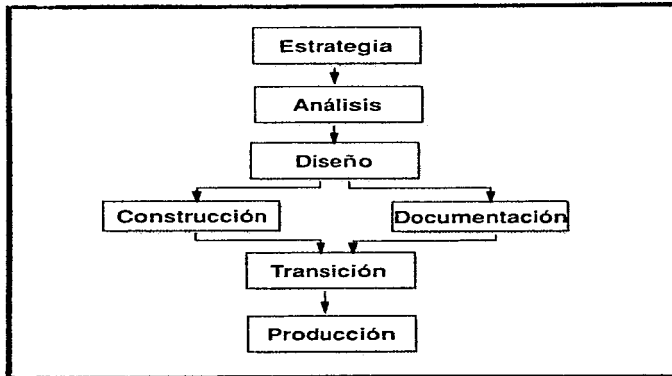 Estrategia
Análisis
Diseño
Construcción
Documentación
Transición
Producción